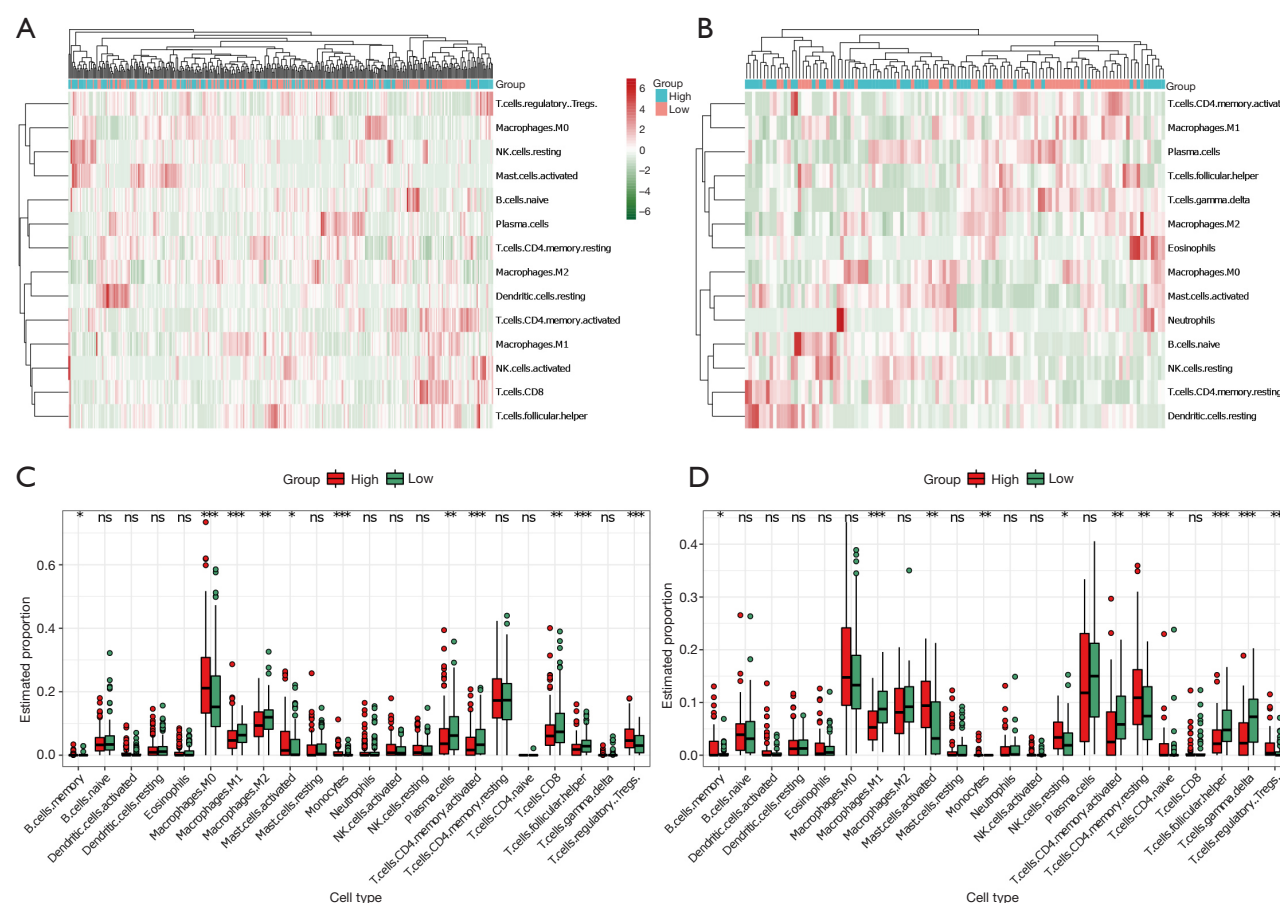 A
Group
T.cells.regulatory..Tregs.
Macrophages.M0
NK.cells.resting
Mast.cells.activated
B.cells.naive
Plasma.cells
T.cells.CD4.memory.resting
Macrophages.M2
Dendritic.cells.resting
T.cells.CD4.memory.activated
Macrophages.M1
NK.cells.activated
T.cells.CD8
T.cells.follicular.helper
6
4
2
0
−2
−4
−6
Group
High
Low
B
Group
T.cells.CD4.memory.activat
Macrophages.M1
Plasma.cells
T.cells.follicular.helper
T.cells.gamma.delta
Macrophages.M2
Eosinophils
Macrophages.M0
Mast.cells.activated
Neutrophils
B.cells.naive
NK.cells.resting
T.cells.CD4.memory.resting
Dendritic.cells.resting
C
Group High Low
* ns ns ns ns *** *** ** * ns *** ns ns ns ** *** ns ns ** *** ns ***
Estimated proportion
0.6
0.4
0.2
0.0
B.cells.memory
B.cells.naive
Dendritic.cells.activated
Dendritic.cells.resting
Eosinophils
Macrophages.M0
Macrophages.M1
Macrophages.M2
Mast.cells.activated
Mast.cells.resting
Monocytes
Neutrophils
NK.cells.activated
NK.cells.resting
Plasma.cells
T.cells.CD4.memory.activated
T.cells.CD4.memory.resting
T.cells.CD4.naive
T.cells.CD8
T.cells.follicular.helper
T.cells.gamma.delta
T.cells.regulatory..Tregs.
Cell type
D
Group High Low
* ns ns ns ns ns *** ns ** ns ** ns ns * ns ** ** * ns *** *** **
Estimated proportion
0.4
0.3
0.2
0.1
0.0
B.cells.memory
B.cells.naive
Dendritic.cells.activated
Dendritic.cells.resting
Eosinophils
Macrophages.M0
Macrophages.M1
Macrophages.M2
Mast.cells.activated
Mast.cells.resting
Monocytes
Neutrophils
NK.cells.activated
NK.cells.resting
Plasma.cells
T.cells.CD4.memory.activated
T.cells.CD4.memory.resting
T.cells.CD4.naive
T.cells.CD8
T.cells.follicular.helper
T.cells.gamma.delta
T.cells.regulatory..Tregs.
Cell type